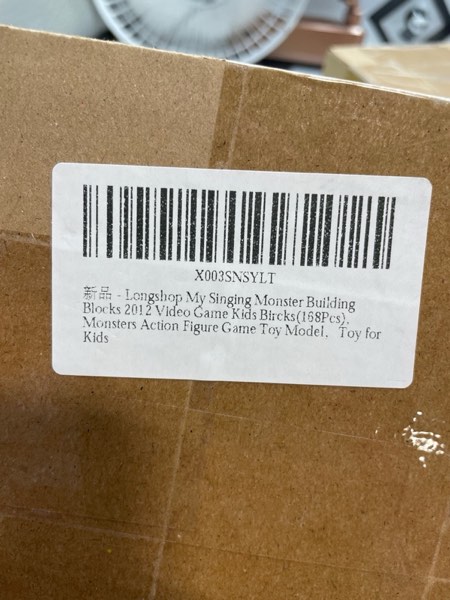 X003SNSYLT
新品 - Longshop My Singing Monster Building
Blocks 2012 Video Game Kids Bircks(168Pcs),
Monsters Action Figure Game Toy Model, Toy for
Kids